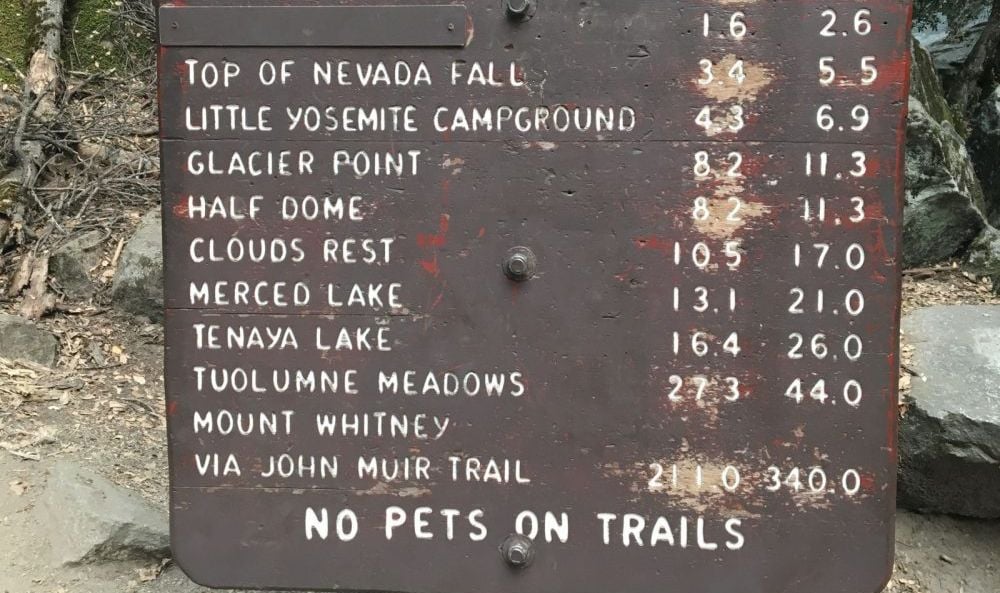 1.6 2.6
TOP OF NEVADA FALL 3.4 5.5
LITTLE YOSEMITE CAMPGROUND 4.3 6.9
GLACIER POINT 8.2 11.3
HALF DOME 8.2 11.3
CLOUDS REST 10.5 17.0
MERCED LAKE 13.1 21.0
TENAYA LAKE 16.4 26.0
TUOLUMNE MEADOWS 27.3 44.0
MOUNT WHITNEY
VIA JOHN MUIR TRAIL 211.0 340.0
NO PETS ON TRAILS